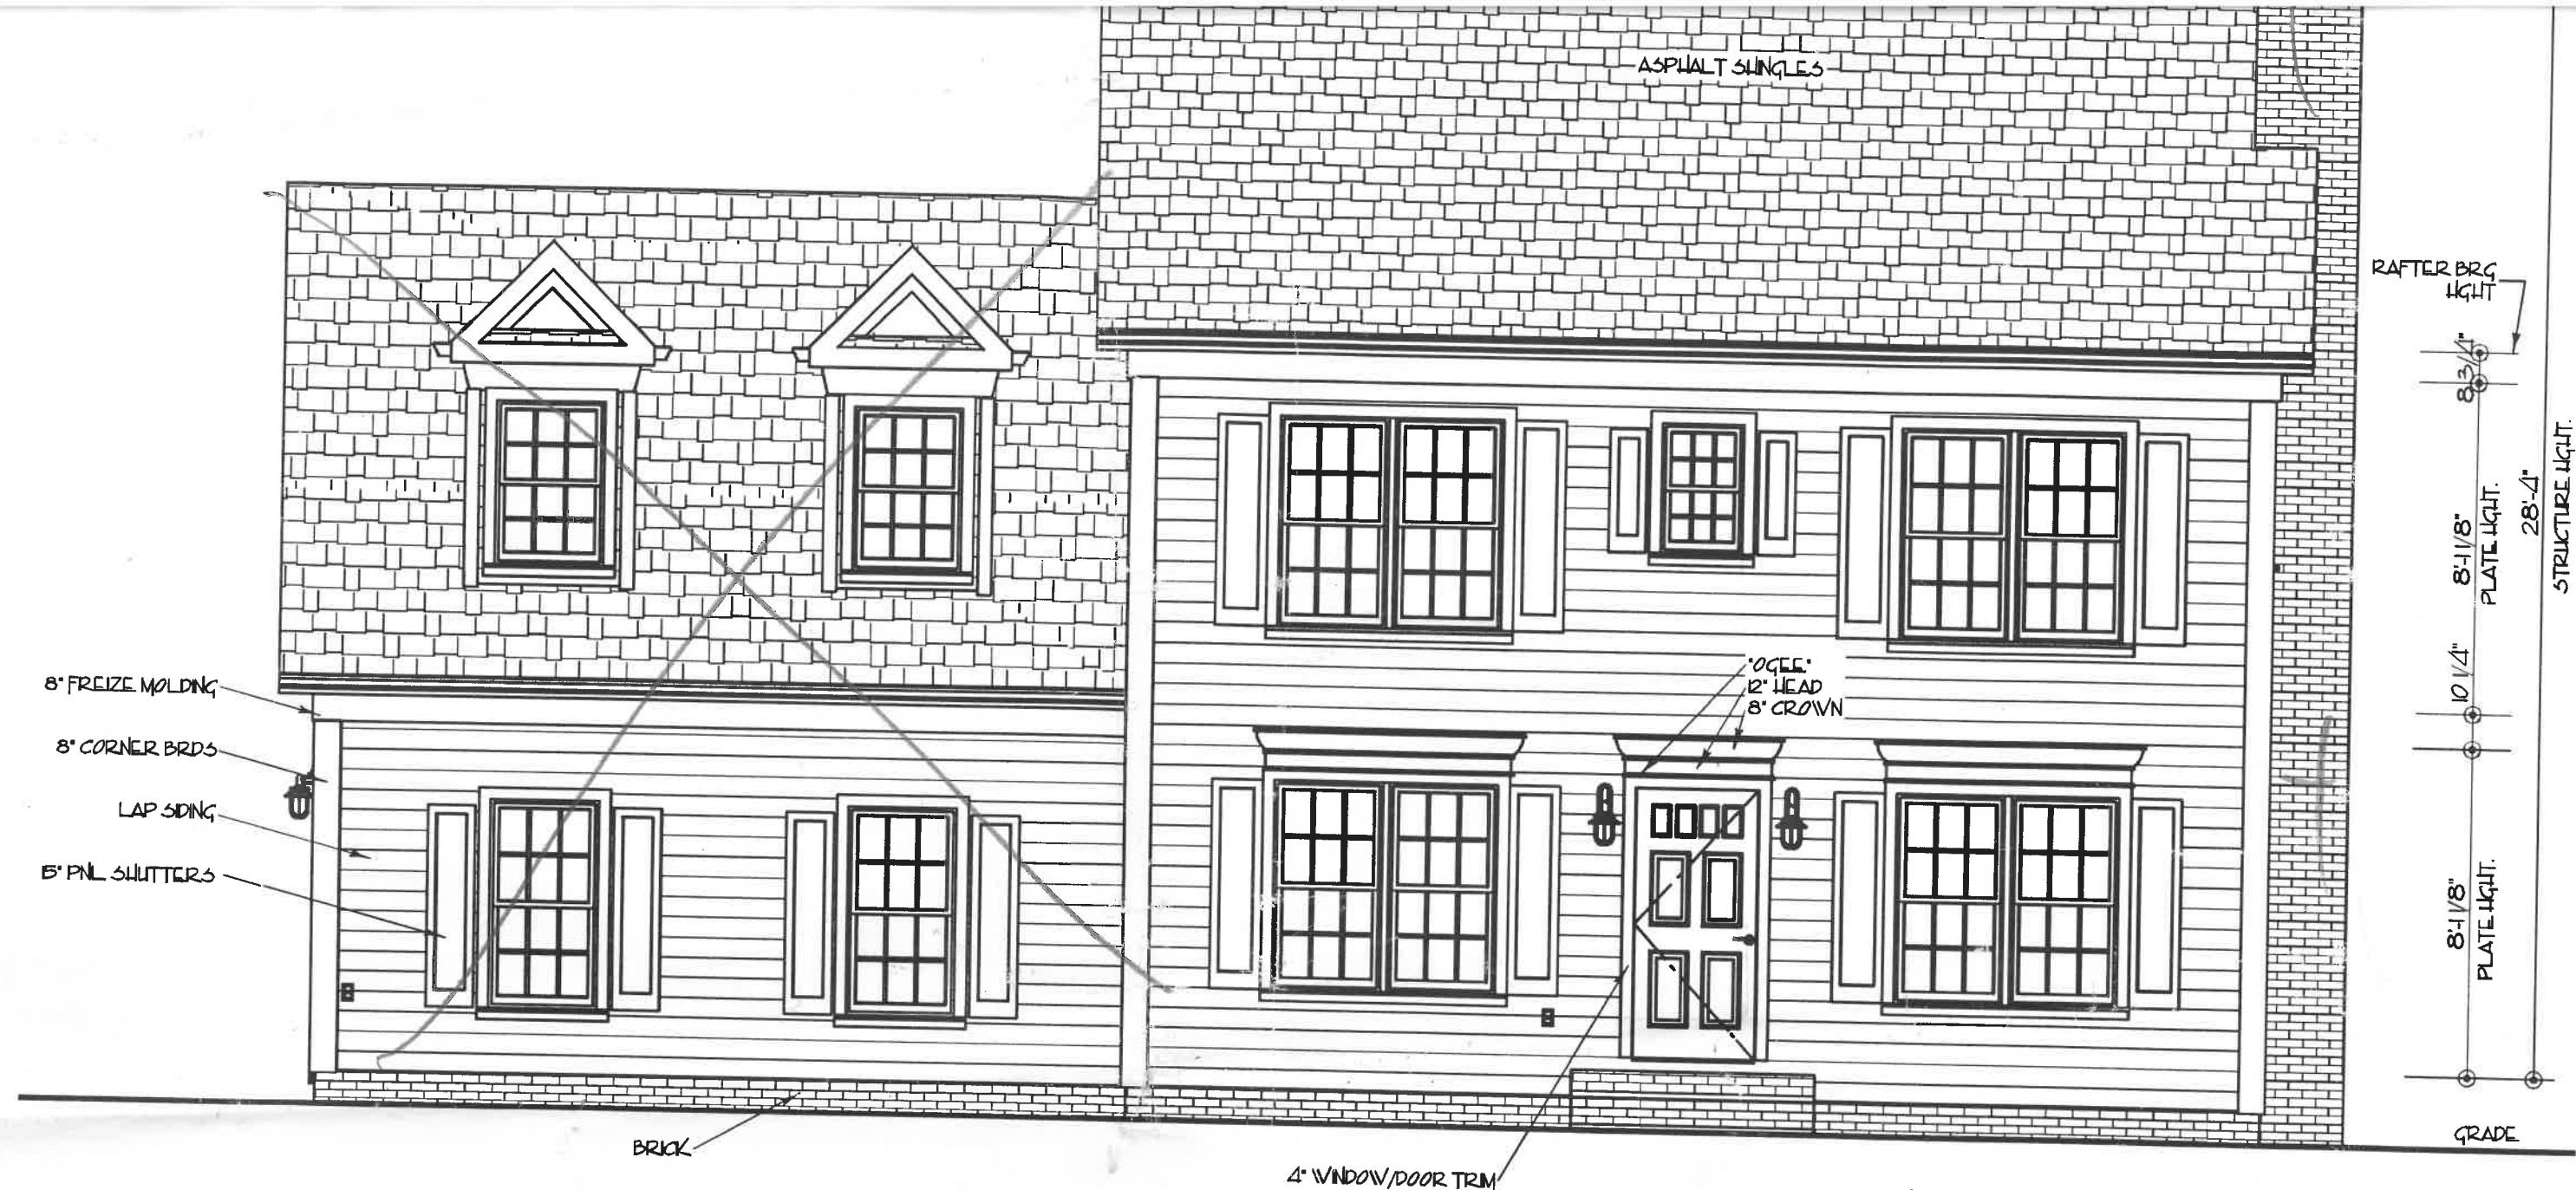 ASPHALT SHINGLES
RAFTER BRG
HGHT
8 3/4"
8'-1 1/8"
PLATE HGHT.
28'-4"
STRUCTURE HGHT.
8" FREIZE MOLDING
8" CORNER BRDS
LAP SIDING
15" PNL SHUTTERS
"OGEE"
12" HEAD
8" CROWN
10 1/4"
8'-1 1/8"
PLATE HGHT.
BRICK
4" WINDOW/DOOR TRIM
GRADE